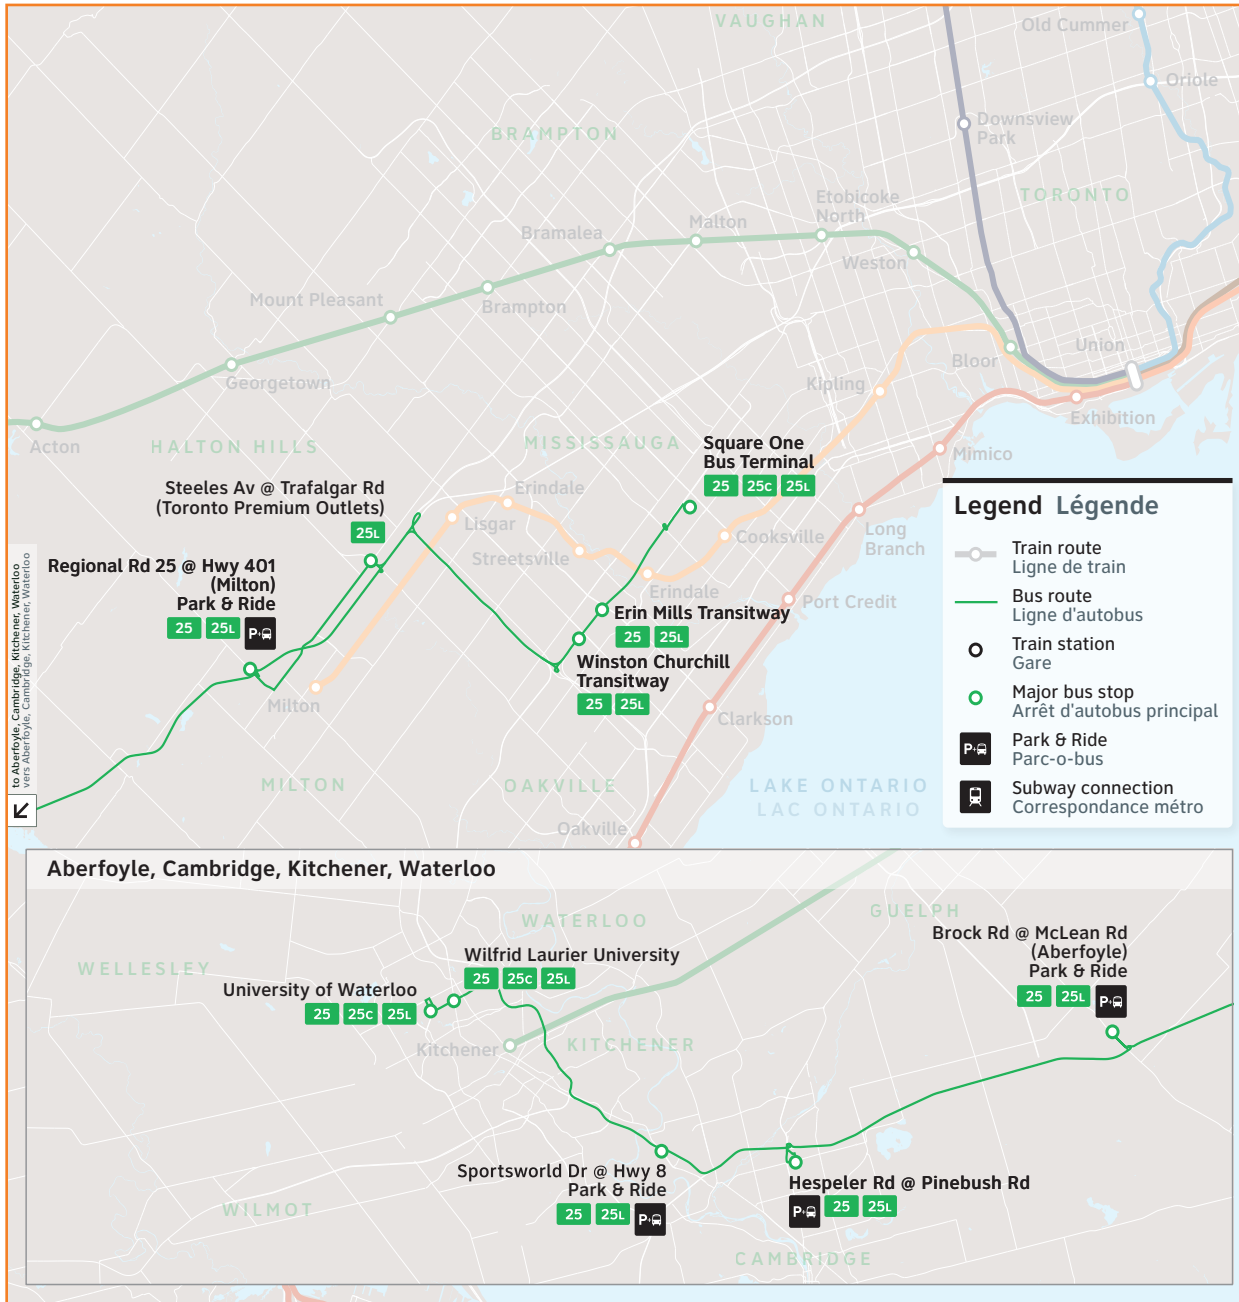 VAUGHAN
Old Cummer
Oriole
Downsview
Park
BRAMPTON
TORONTO
Etobicoke
North
Malton
Bramalea
Weston
Mount Pleasant
Brampton
Union
Bloor
Georgetown
Kipling
Exhibition
Acton
HALTON HILLS
MISSISSAUGA
Square One
Bus Terminal
25 25C 25L
Mimico
Steeles Av @ Trafalgar Rd
(Toronto Premium Outlets)
25L
Erindale
Lisgar
Streetsville
Cooksville
Long
Branch
Erindale
Port Credit
Regional Rd 25 @ Hwy 401
(Milton)
Park & Ride
25 25L P+
Erin Mills Transitway
25 25L
Winston Churchill
Transitway
25 25L
Milton
Clarkson
to Aberfoyle, Cambridge, Kitchener, Waterloo
vers Aberfoyle, Cambridge, Kitchener, Waterloo
MILTON
OAKVILLE
LAKE ONTARIO
LAC ONTARIO
Oakville
Legend Légende
Train route
Ligne de train
Bus route
Ligne d'autobus
Train station
Gare
Major bus stop
Arrêt d'autobus principal
P+
Park & Ride
Parc-o-bus
Subway connection
Correspondance métro
Aberfoyle, Cambridge, Kitchener, Waterloo
WATERLOO
GUELPH
WELLESLEY
Wilfrid Laurier University
25 25C 25L
University of Waterloo
25 25C 25L
Brock Rd @ McLean Rd
(Aberfoyle)
Park & Ride
25 25L P+
Kitchener
KITCHENER
Sportsworld Dr @ Hwy 8
Park & Ride
25 25L P+
Hespeler Rd @ Pinebush Rd
P+ 25 25L
WILMOT
CAMBRIDGE